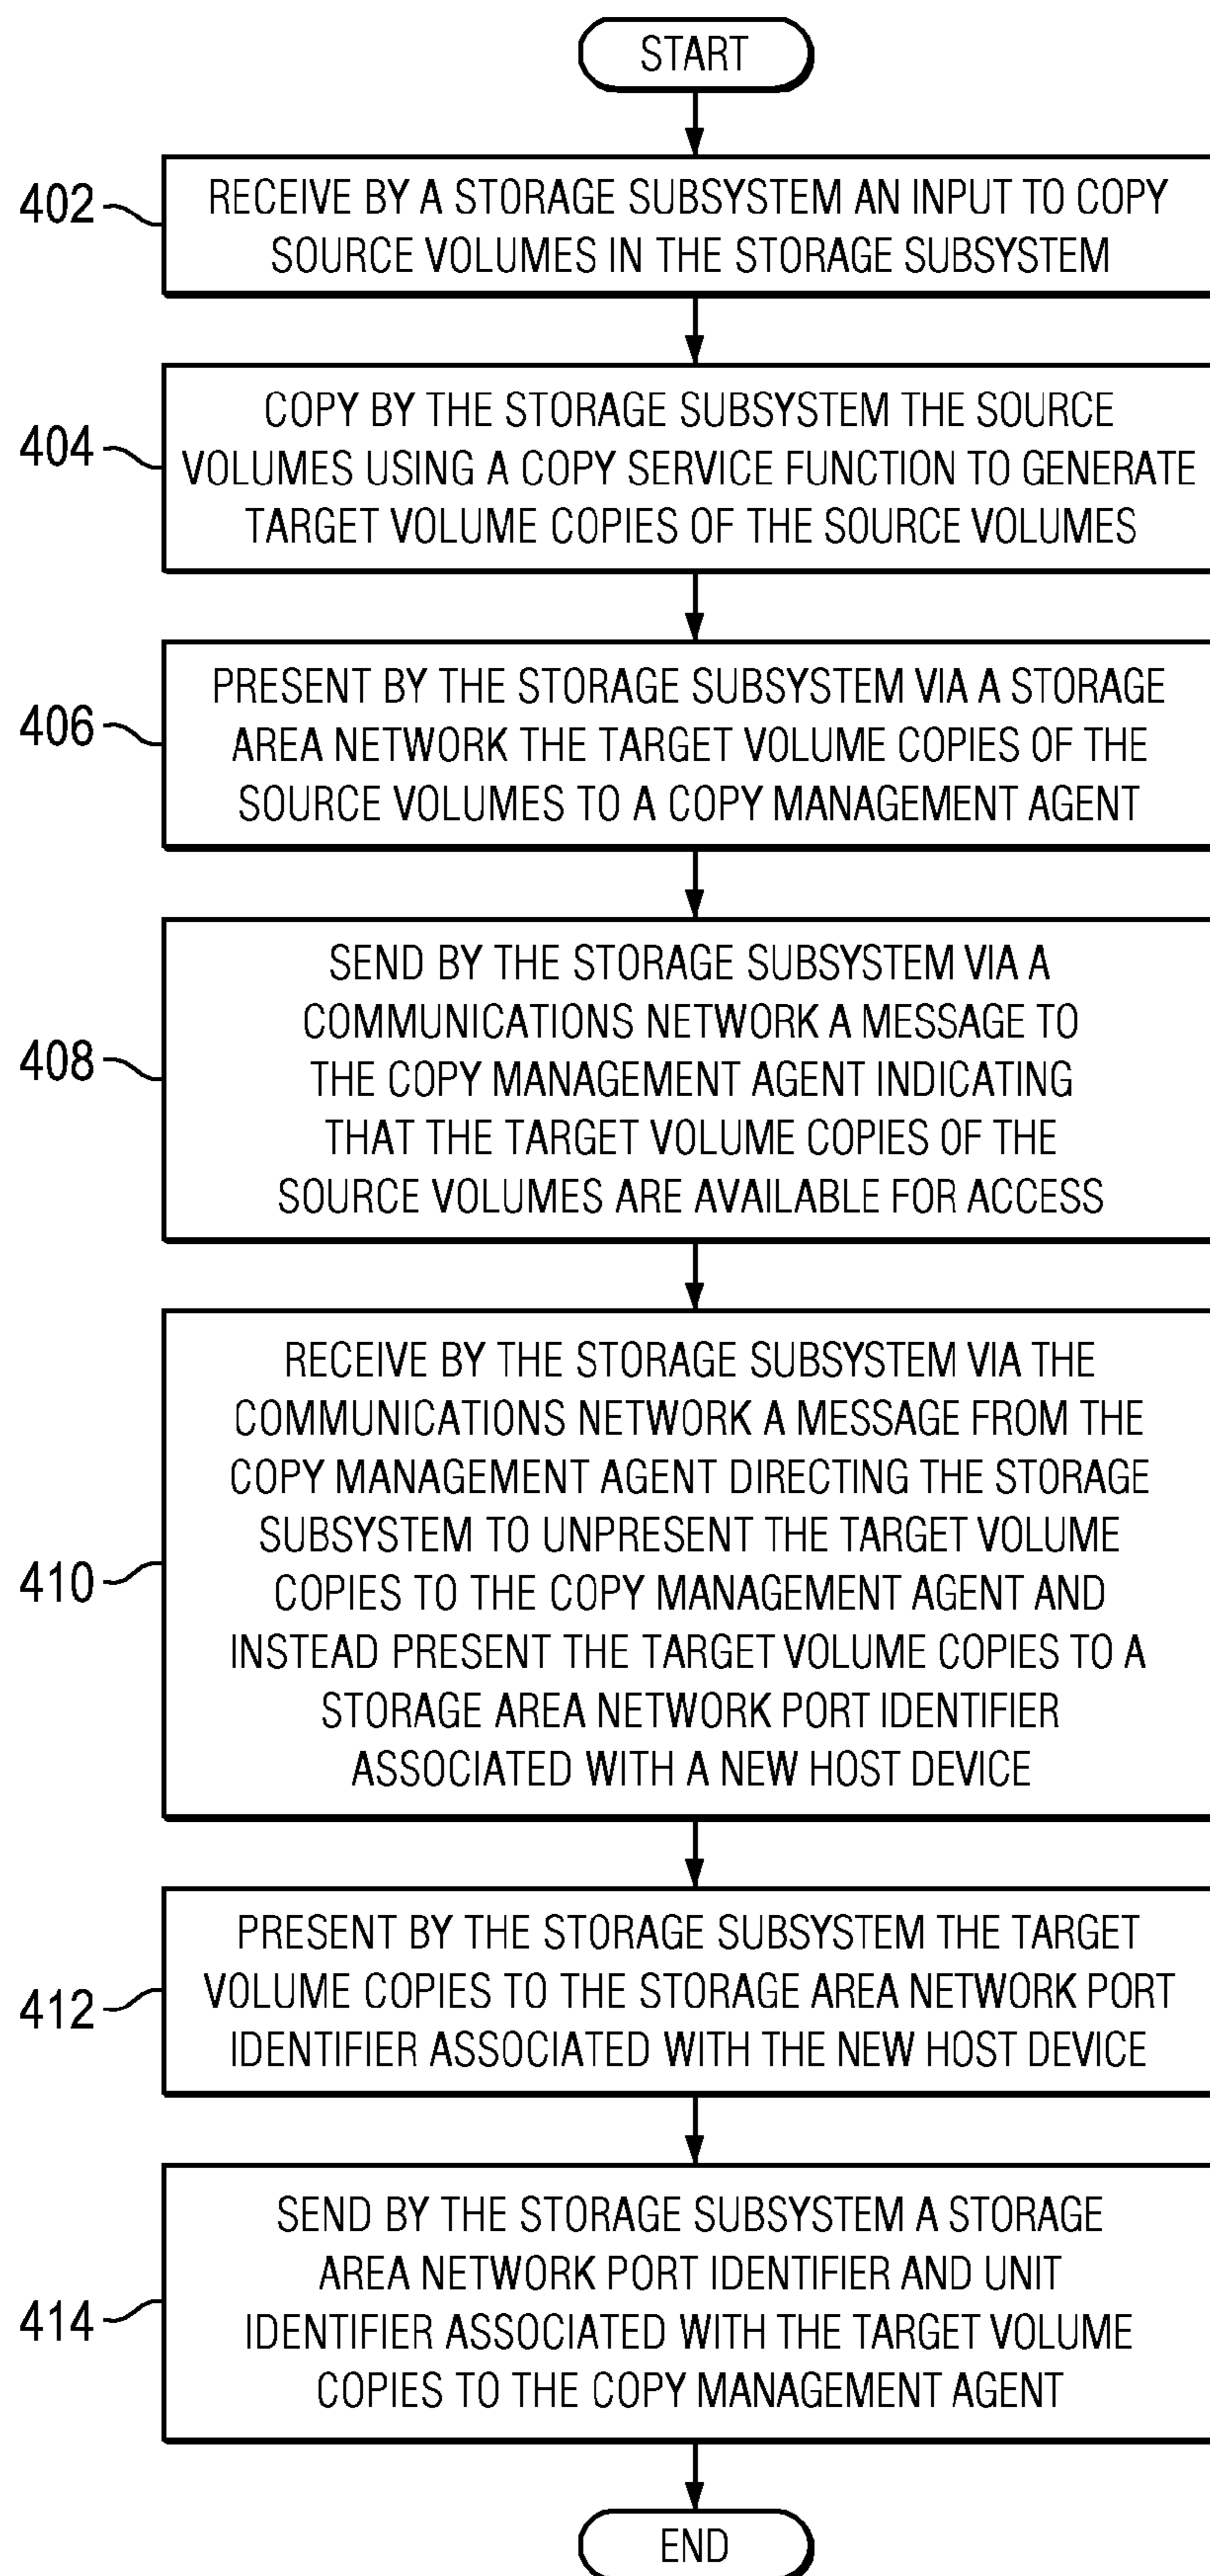 START
402
RECEIVE BY A STORAGE SUBSYSTEM AN INPUT TO COPY
SOURCE VOLUMES IN THE STORAGE SUBSYSTEM
404
COPY BY THE STORAGE SUBSYSTEM THE SOURCE
VOLUMES USING A COPY SERVICE FUNCTION TO GENERATE
TARGET VOLUME COPIES OF THE SOURCE VOLUMES
406
PRESENT BY THE STORAGE SUBSYSTEM VIA A STORAGE
AREA NETWORK THE TARGET VOLUME COPIES OF THE
SOURCE VOLUMES TO A COPY MANAGEMENT AGENT
408
SEND BY THE STORAGE SUBSYSTEM VIA A
COMMUNICATIONS NETWORK A MESSAGE TO
THE COPY MANAGEMENT AGENT INDICATING
THAT THE TARGET VOLUME COPIES OF THE
SOURCE VOLUMES ARE AVAILABLE FOR ACCESS
410
RECEIVE BY THE STORAGE SUBSYSTEM VIA THE
COMMUNICATIONS NETWORK A MESSAGE FROM THE
COPY MANAGEMENT AGENT DIRECTING THE STORAGE
SUBSYSTEM TO UNPRESENT THE TARGET VOLUME
COPIES TO THE COPY MANAGEMENT AGENT AND
INSTEAD PRESENT THE TARGET VOLUME COPIES TO A
STORAGE AREA NETWORK PORT IDENTIFIER
ASSOCIATED WITH A NEW HOST DEVICE
412
PRESENT BY THE STORAGE SUBSYSTEM THE TARGET
VOLUME COPIES TO THE STORAGE AREA NETWORK PORT
IDENTIFIER ASSOCIATED WITH THE NEW HOST DEVICE
414
SEND BY THE STORAGE SUBSYSTEM A STORAGE
AREA NETWORK PORT IDENTIFIER AND UNIT
IDENTIFIER ASSOCIATED WITH THE TARGET VOLUME
COPIES TO THE COPY MANAGEMENT AGENT
END